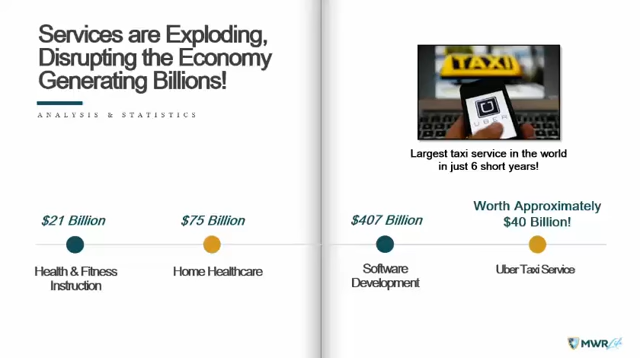 Services are Exploding,
Disrupting the Economy
Generating Billions!
ANALYSIS & STATISTICS
TAXI
UBER
Largest taxi service in the world
in just 6 short years!
$21 Billion
$75 Billion
$407 Billion
Worth Approximately
$40 Billion!
Health & Fitness
Instruction
Home Healthcare
Software
Development
Uber Taxi Service
MWR Life